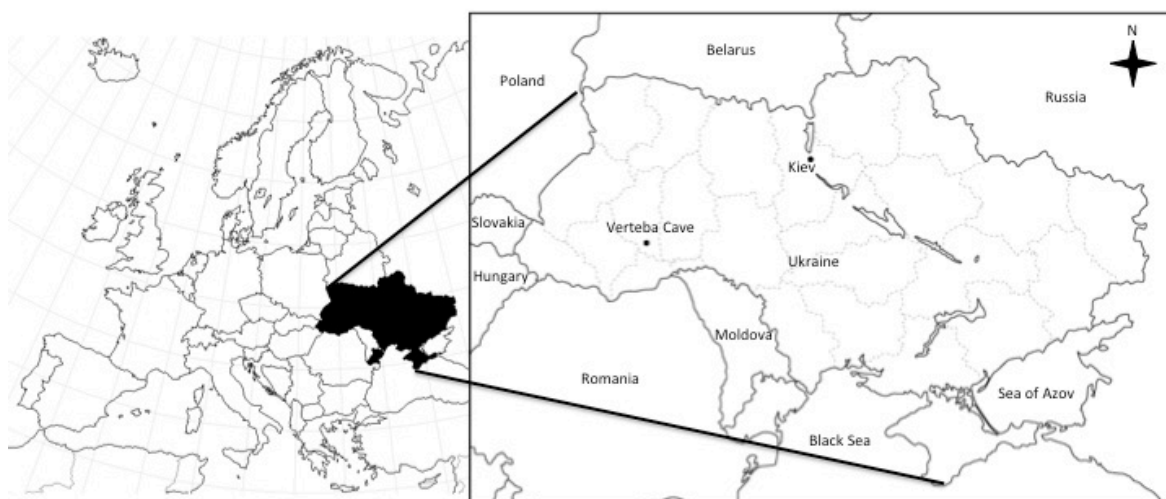 N
Belarus
Poland
Russia
Kiev
Slovakia
Verteba Cave
Ukraine
Hungary
Moldova
Romania
Sea of Azov
Black Sea